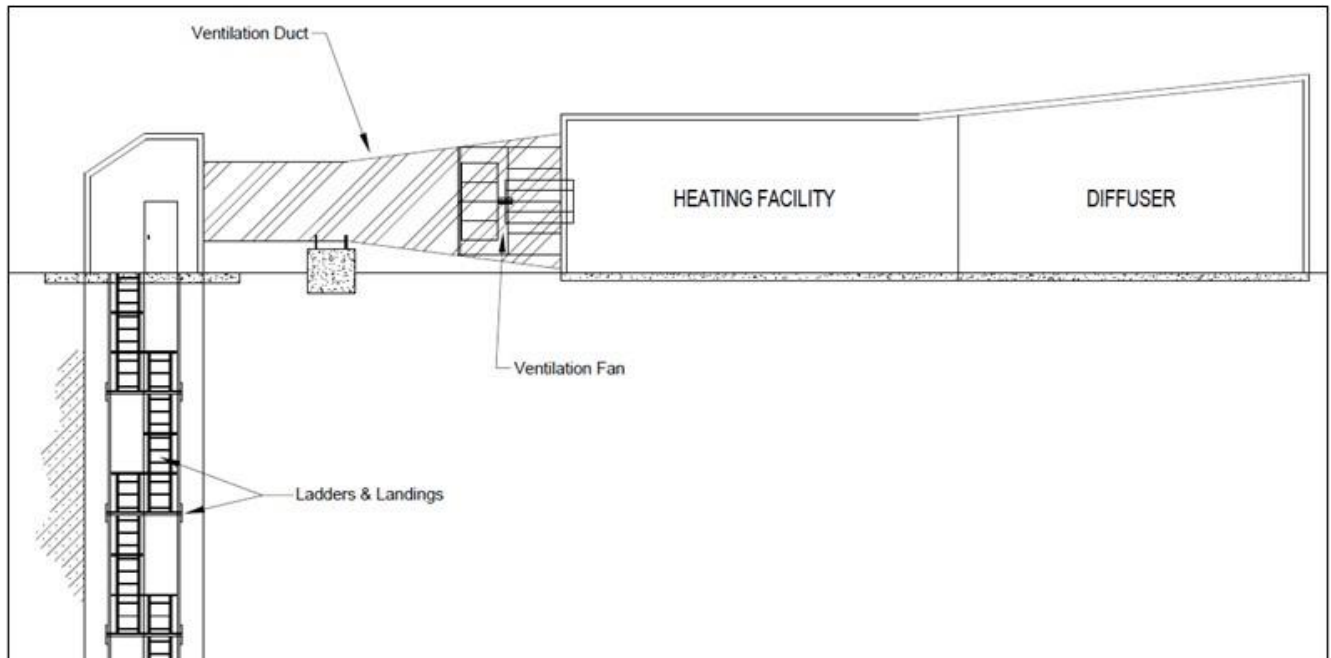 Ventilation Duct
HEATING FACILITY
DIFFUSER
Ventilation Fan
Ladders & Landings